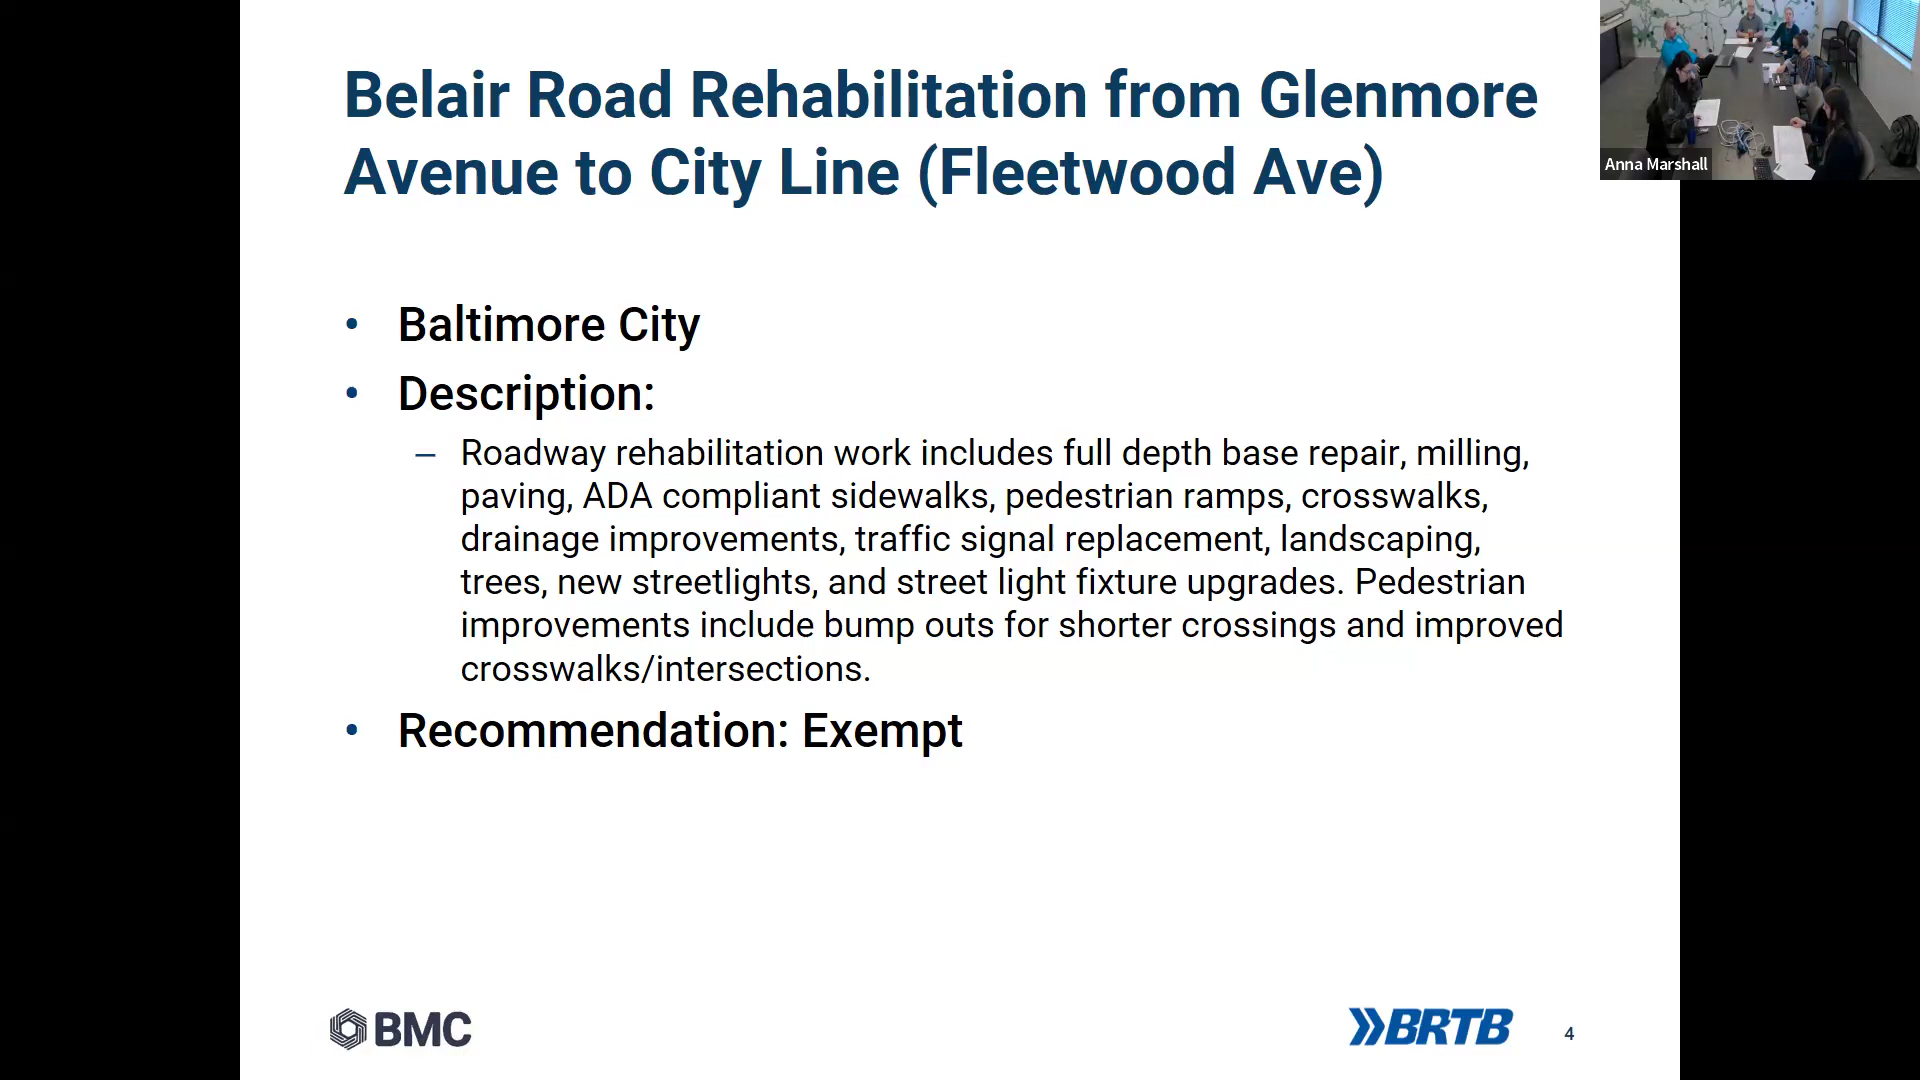 Belair Road Rehabilitation from Glenmore
Avenue to City Line (Fleetwood Ave)
Anna Marshall
• Baltimore City
• Description:
– Roadway rehabilitation work includes full depth base repair, milling,
paving, ADA compliant sidewalks, pedestrian ramps, crosswalks,
drainage improvements, traffic signal replacement, landscaping,
trees, new streetlights, and street light fixture upgrades. Pedestrian
improvements include bump outs for shorter crossings and improved
crosswalks/intersections.
• Recommendation: Exempt
BMC
BRTB
4